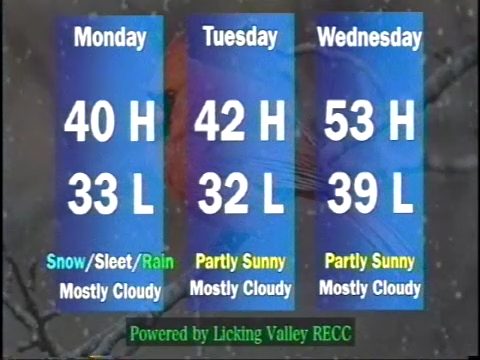 Monday
40 H
33 L
Snow/Sleet/Rain
Mostly Cloudy
Tuesday
42 H
32 L
Partly Sunny
Mostly Cloudy
Wednesday
53 H
39 L
Partly Sunny
Mostly Cloudy
Powered by Licking Valley RECC